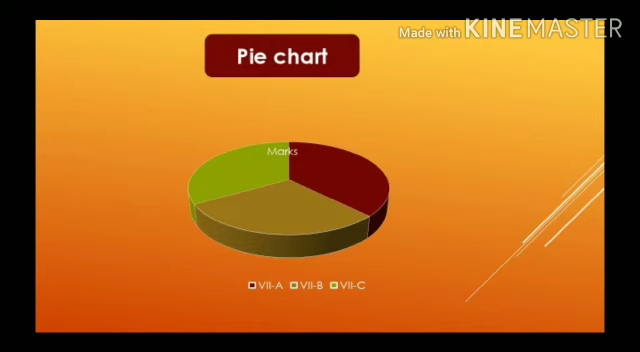 Made with KINEMASTER
Pie chart
Marks
VII-A VII-B VII-C